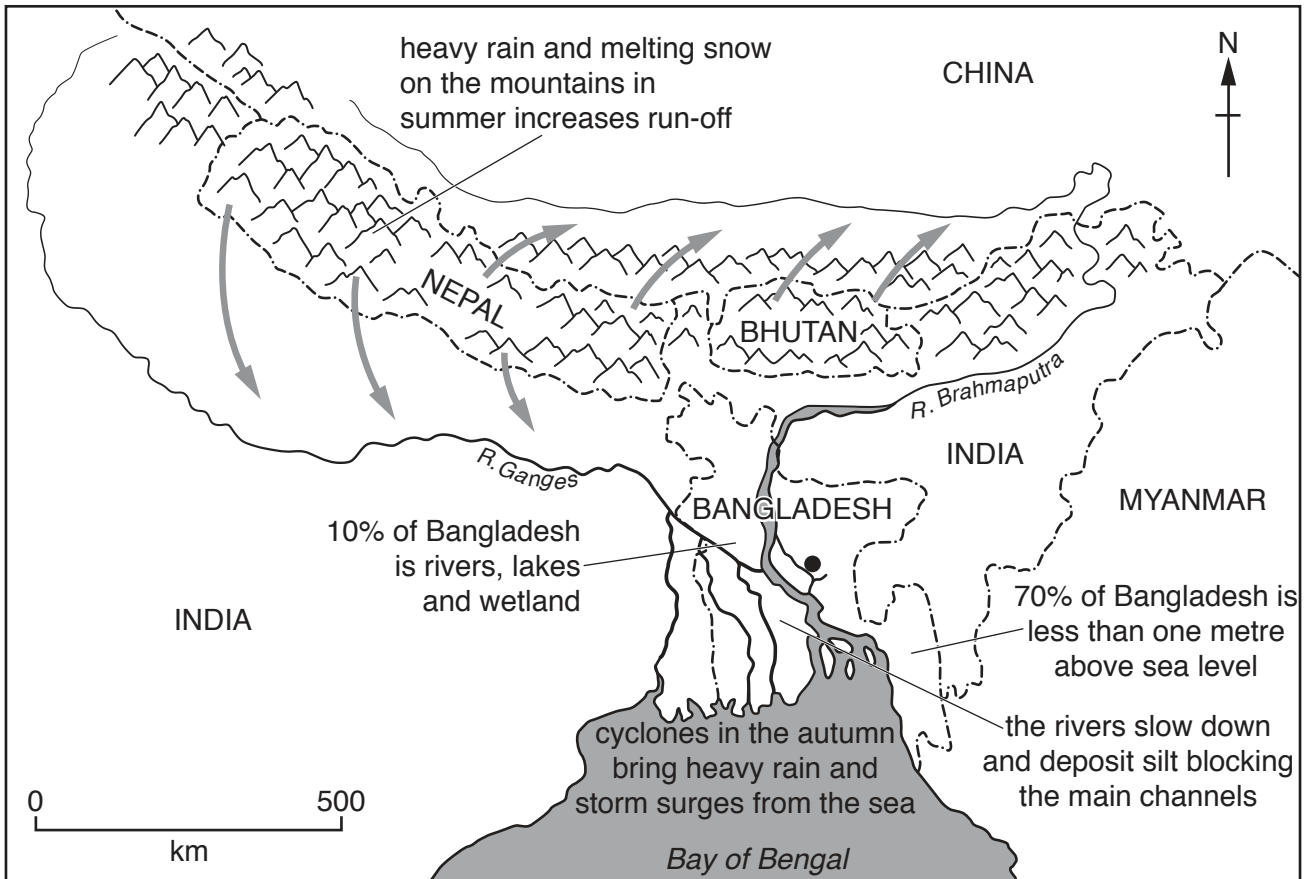 heavy rain and melting snow
on the mountains in
summer increases run-off
CHINA
N
NEPAL
BHUTAN
R. Brahmaputra
INDIA
R. Ganges
BANGLADESH
MYANMAR
10% of Bangladesh
is rivers, lakes
and wetland
INDIA
70% of Bangladesh is
less than one metre
above sea level
the rivers slow down
and deposit silt blocking
the main channels
cyclones in the autumn
bring heavy rain and
storm surges from the sea
0 500
km
Bay of Bengal